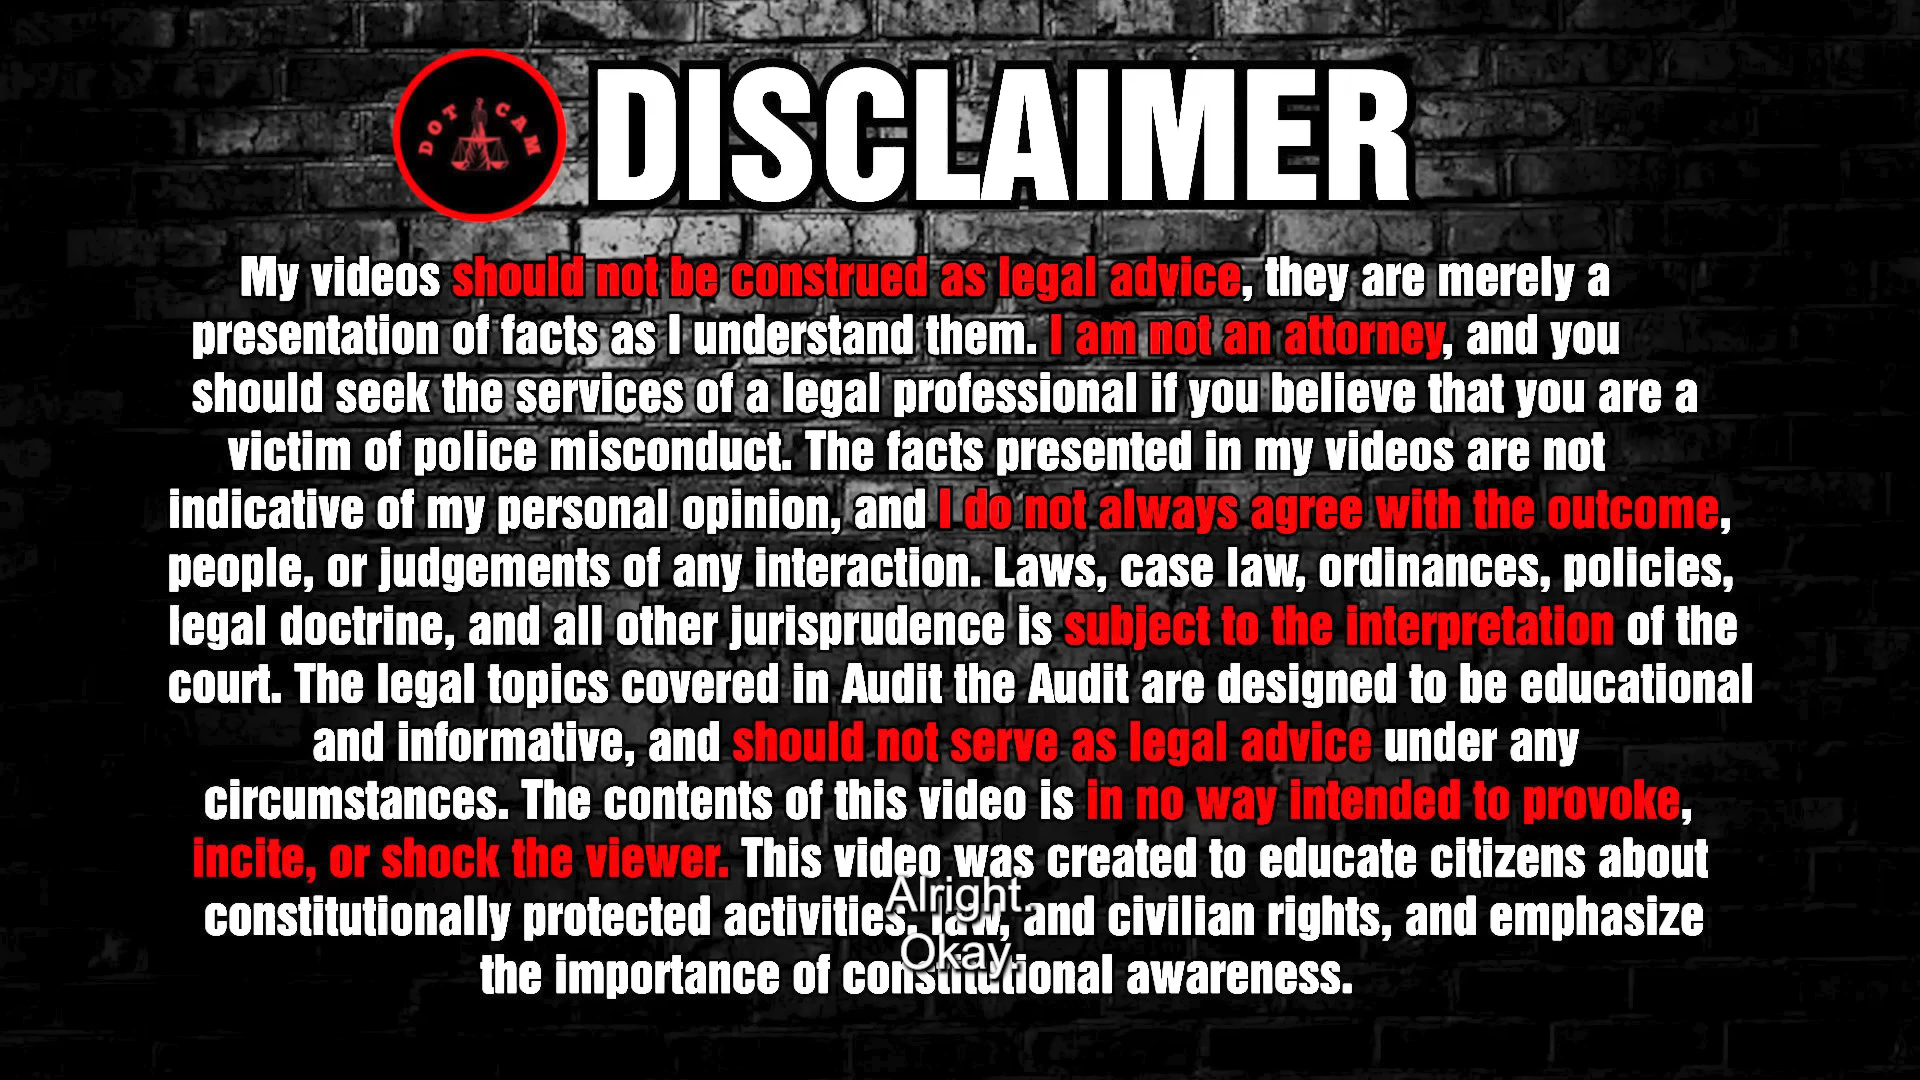 DOT CAM
DISCLAIMER
My videos should not be construed as legal advice, they are merely a
presentation of facts as I understand them. I am not an attorney, and you
should seek the services of a legal professional if you believe that you are a
victim of police misconduct. The facts presented in my videos are not
indicative of my personal opinion, and I do not always agree with the outcome,
people, or judgements of any interaction. Laws, case law, ordinances, policies,
legal doctrine, and all other jurisprudence is subject to the interpretation of the
court. The legal topics covered in Audit the Audit are designed to be educational
and informative, and should not serve as legal advice under any
circumstances. The contents of this video is in no way intended to provoke,
incite, or shock the viewer. This video was created to educate citizens about
constitutionally protected activities, law, and civilian rights, and emphasize
the importance of constitutional awareness.
Alright.
Okay.